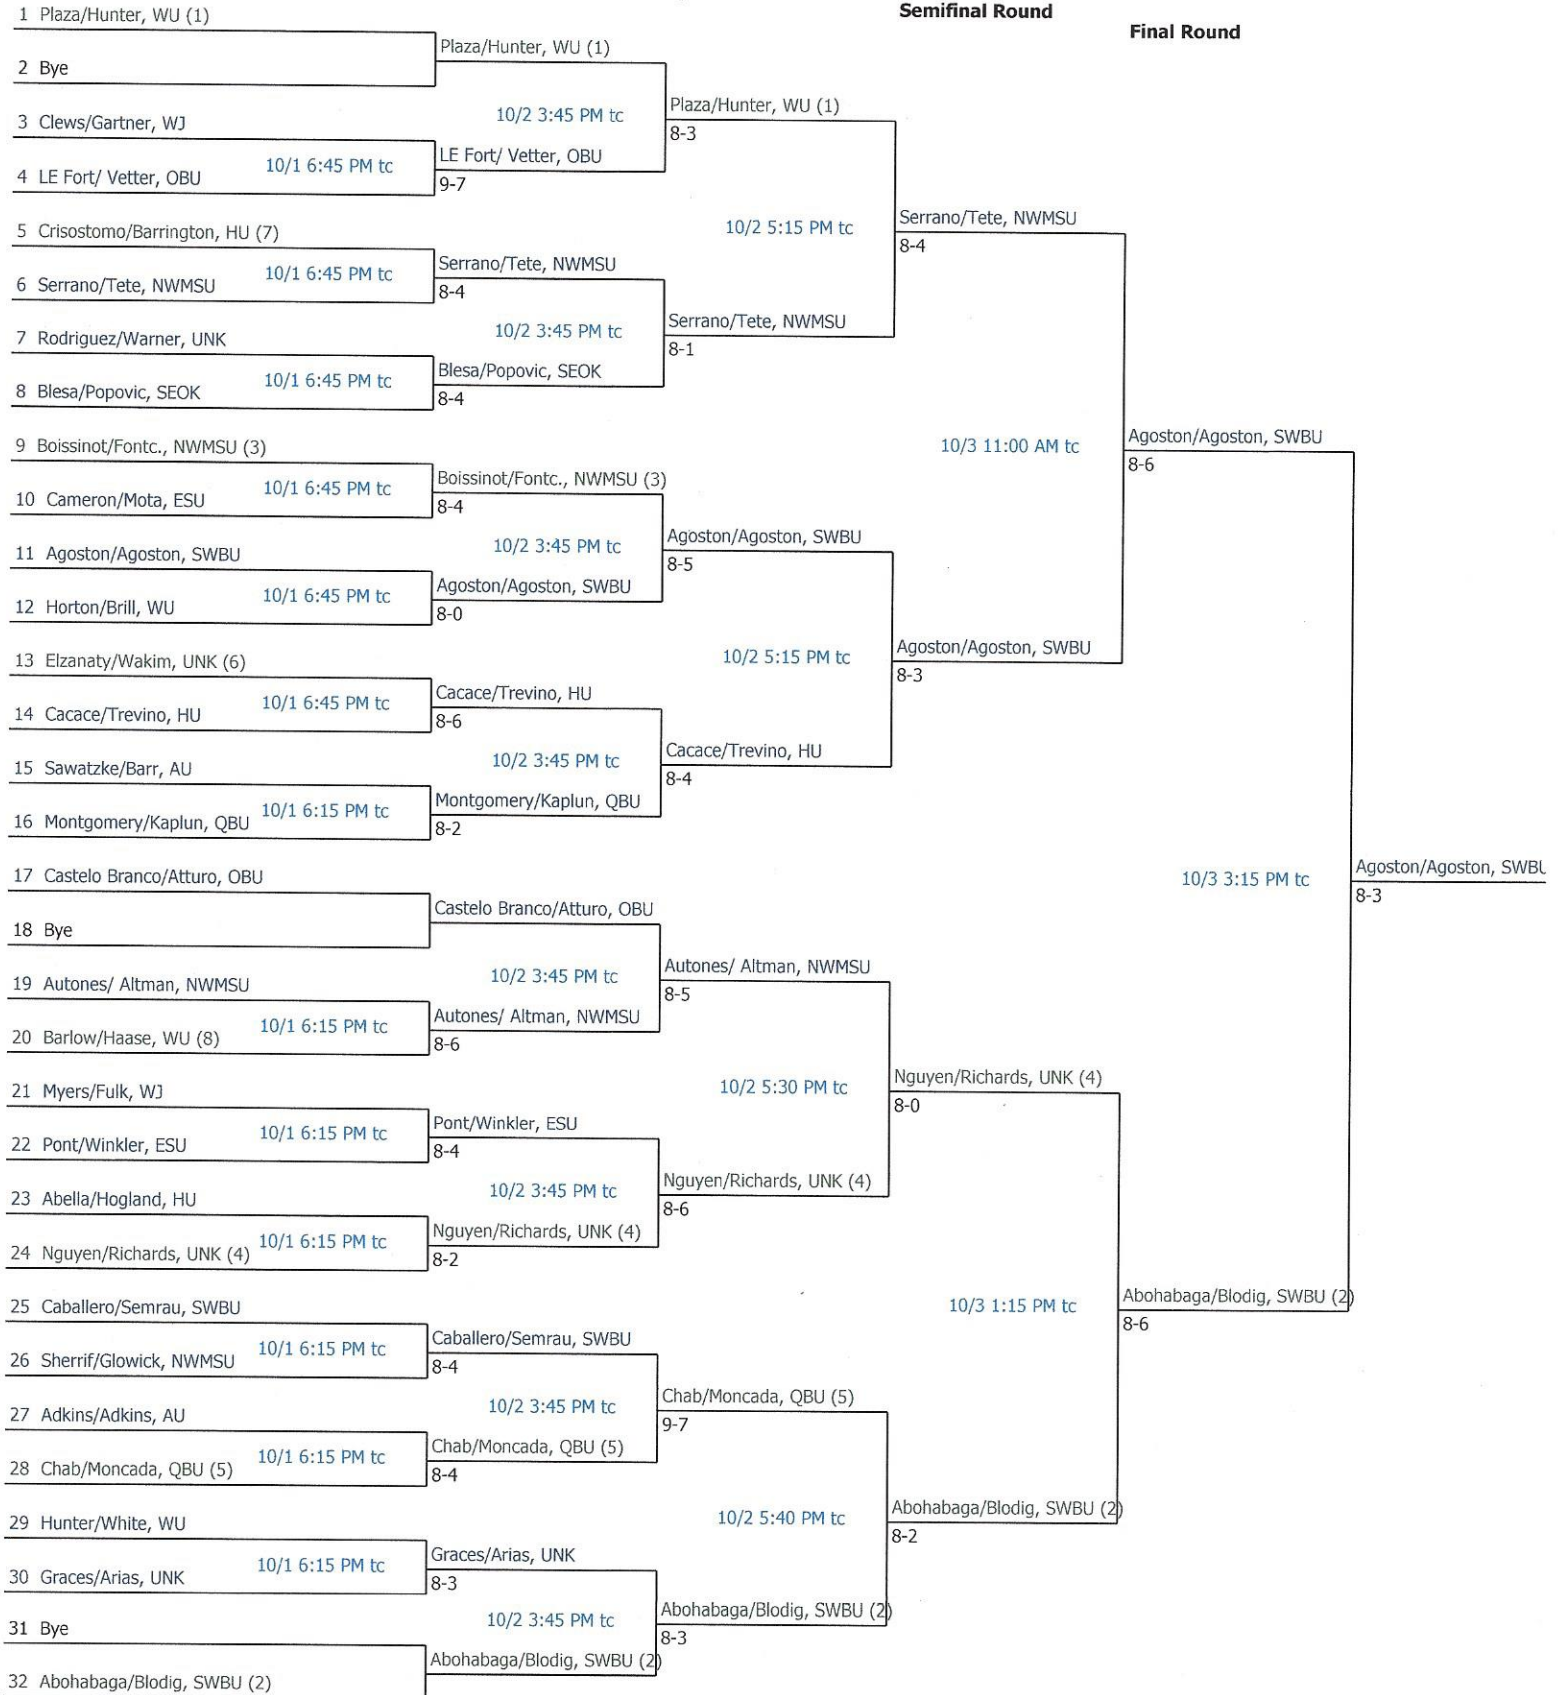 Semifinal Round
Final Round
1 Plaza/Hunter, WU (1)
Plaza/Hunter, WU (1)
2 Bye
10/2 3:45 PM tc
Plaza/Hunter, WU (1)
8-3
3 Clews/Gartner, WJ
10/1 6:45 PM tc
LE Fort/ Vetter, OBU
9-7
4 LE Fort/ Vetter, OBU
10/2 5:15 PM tc
Serrano/Tete, NWMSU
8-4
5 Crisostomo/Barrington, HU (7)
10/1 6:45 PM tc
Serrano/Tete, NWMSU
8-4
6 Serrano/Tete, NWMSU
10/2 3:45 PM tc
Serrano/Tete, NWMSU
8-1
7 Rodriguez/Warner, UNK
10/1 6:45 PM tc
Blesa/Popovic, SEOK
8-4
8 Blesa/Popovic, SEOK
10/3 11:00 AM tc
Agoston/Agoston, SWBU
8-6
9 Boissinot/Fontc., NWMSU (3)
10/1 6:45 PM tc
Boissinot/Fontc., NWMSU (3)
8-4
10 Cameron/Mota, ESU
10/2 3:45 PM tc
Agoston/Agoston, SWBU
8-5
11 Agoston/Agoston, SWBU
10/1 6:45 PM tc
Agoston/Agoston, SWBU
8-0
12 Horton/Brill, WU
10/2 5:15 PM tc
Agoston/Agoston, SWBU
8-3
13 Elzanaty/Wakim, UNK (6)
10/1 6:45 PM tc
Cacace/Trevino, HU
8-6
14 Cacace/Trevino, HU
10/2 3:45 PM tc
Cacace/Trevino, HU
8-4
15 Sawatzke/Barr, AU
10/1 6:15 PM tc
Montgomery/Kaplun, QBU
8-2
16 Montgomery/Kaplun, QBU
10/3 3:15 PM tc
Agoston/Agoston, SWBU
8-3
17 Castelo Branco/Atturo, OBU
Castelo Branco/Atturo, OBU
18 Bye
10/2 3:45 PM tc
Autones/ Altman, NWMSU
8-5
19 Autones/ Altman, NWMSU
10/1 6:15 PM tc
Autones/ Altman, NWMSU
8-6
20 Barlow/Haase, WU (8)
10/2 5:30 PM tc
Nguyen/Richards, UNK (4)
8-0
21 Myers/Fulk, WJ
10/1 6:15 PM tc
Pont/Winkler, ESU
8-4
22 Pont/Winkler, ESU
10/2 3:45 PM tc
Nguyen/Richards, UNK (4)
8-6
23 Abella/Hogland, HU
10/1 6:15 PM tc
Nguyen/Richards, UNK (4)
8-2
24 Nguyen/Richards, UNK (4)
10/3 1:15 PM tc
Abohabaga/Blodig, SWBU (2)
8-6
25 Caballero/Semrau, SWBU
10/1 6:15 PM tc
Caballero/Semrau, SWBU
8-4
26 Sherrif/Glowick, NWMSU
10/2 3:45 PM tc
Chab/Moncada, QBU (5)
9-7
27 Adkins/Adkins, AU
10/1 6:15 PM tc
Chab/Moncada, QBU (5)
8-4
28 Chab/Moncada, QBU (5)
10/2 5:40 PM tc
Abohabaga/Blodig, SWBU (2)
8-2
29 Hunter/White, WU
10/1 6:15 PM tc
Graces/Arias, UNK
8-3
30 Graces/Arias, UNK
10/2 3:45 PM tc
Abohabaga/Blodig, SWBU (2)
8-3
31 Bye
Abohabaga/Blodig, SWBU (2)
32 Abohabaga/Blodig, SWBU (2)